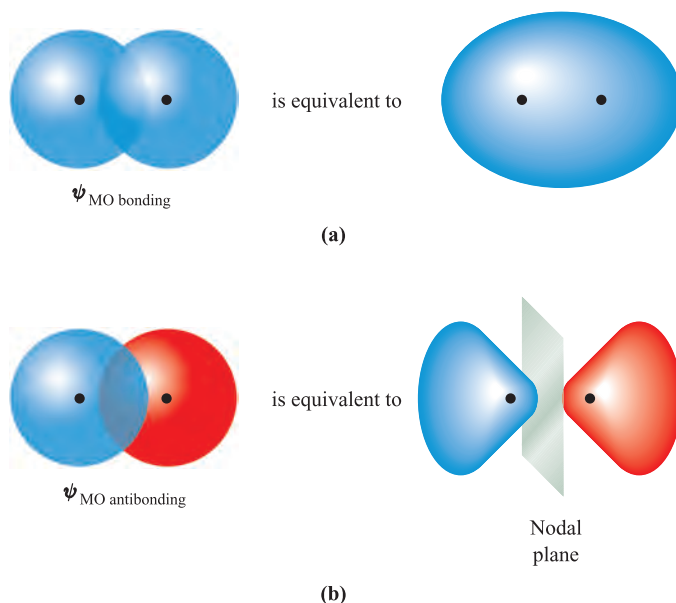 is equivalent to
ψ MO bonding
(a)
is equivalent to
ψ MO antibonding
Nodal
plane
(b)